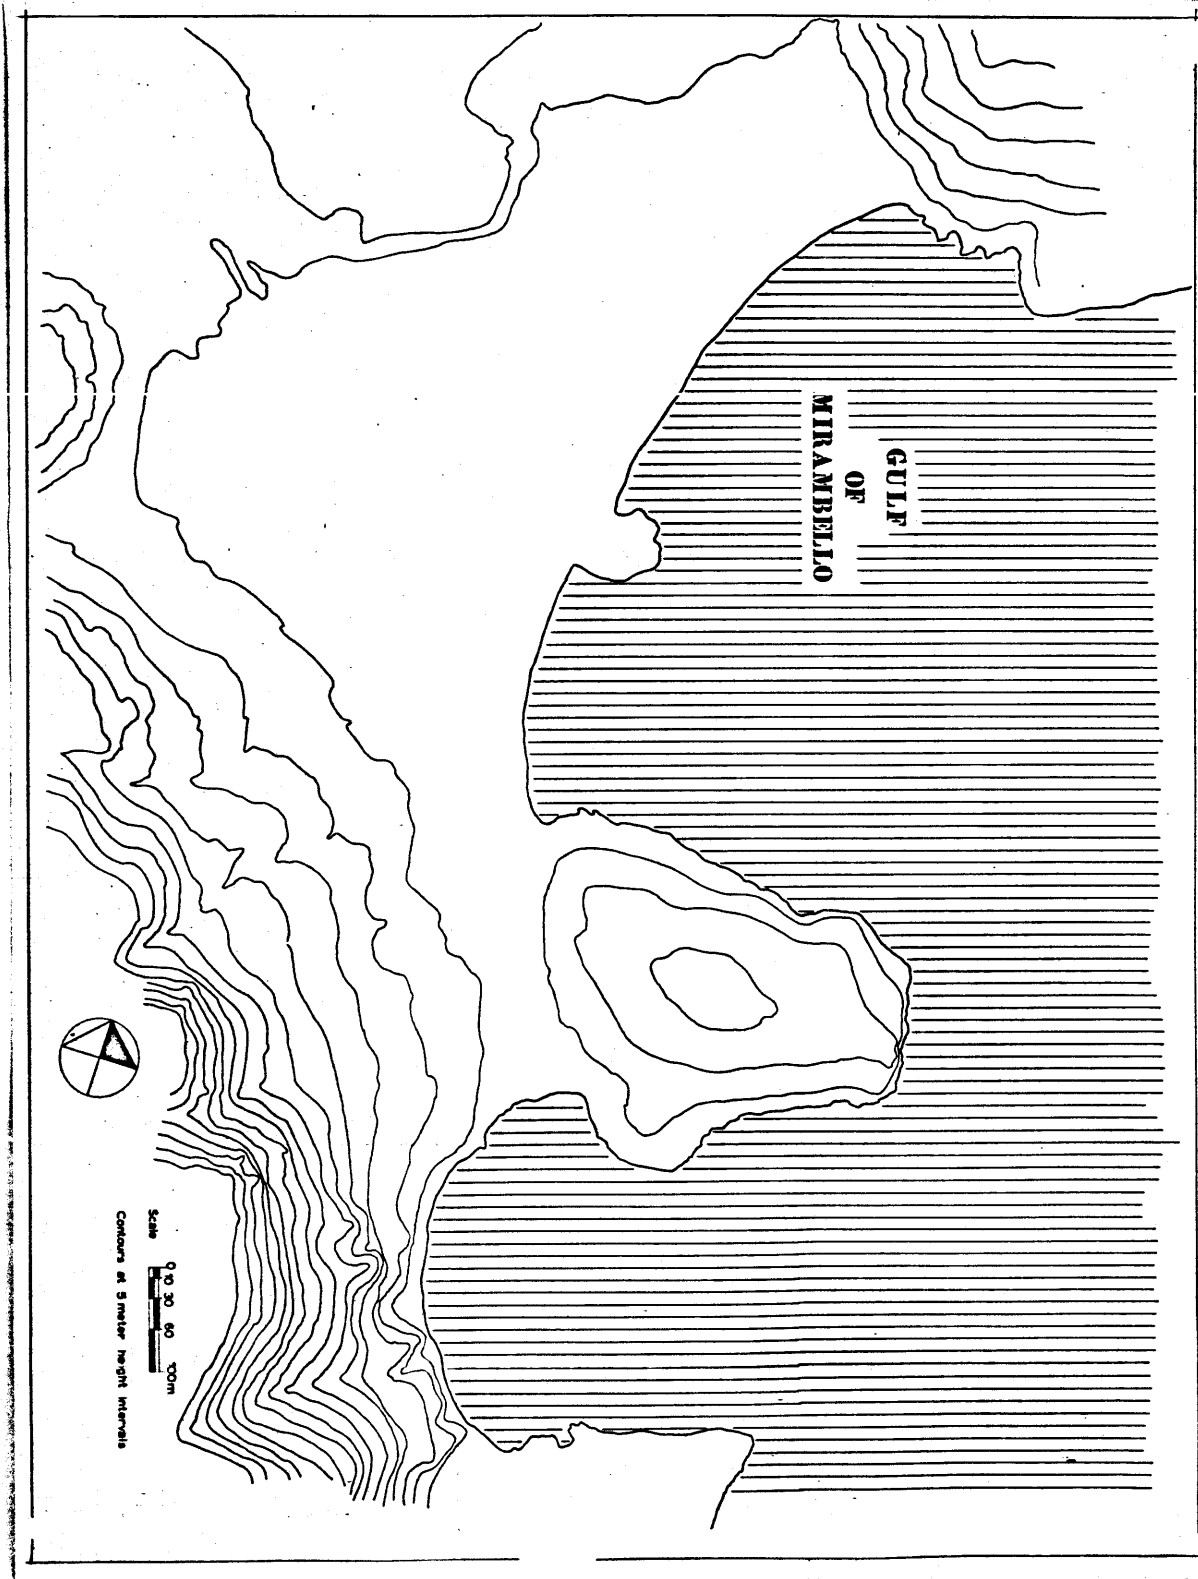 GULF
OF
MIRAMBELLO
Scale 0 10 30 60 100m
Contours at 5 meter height intervals